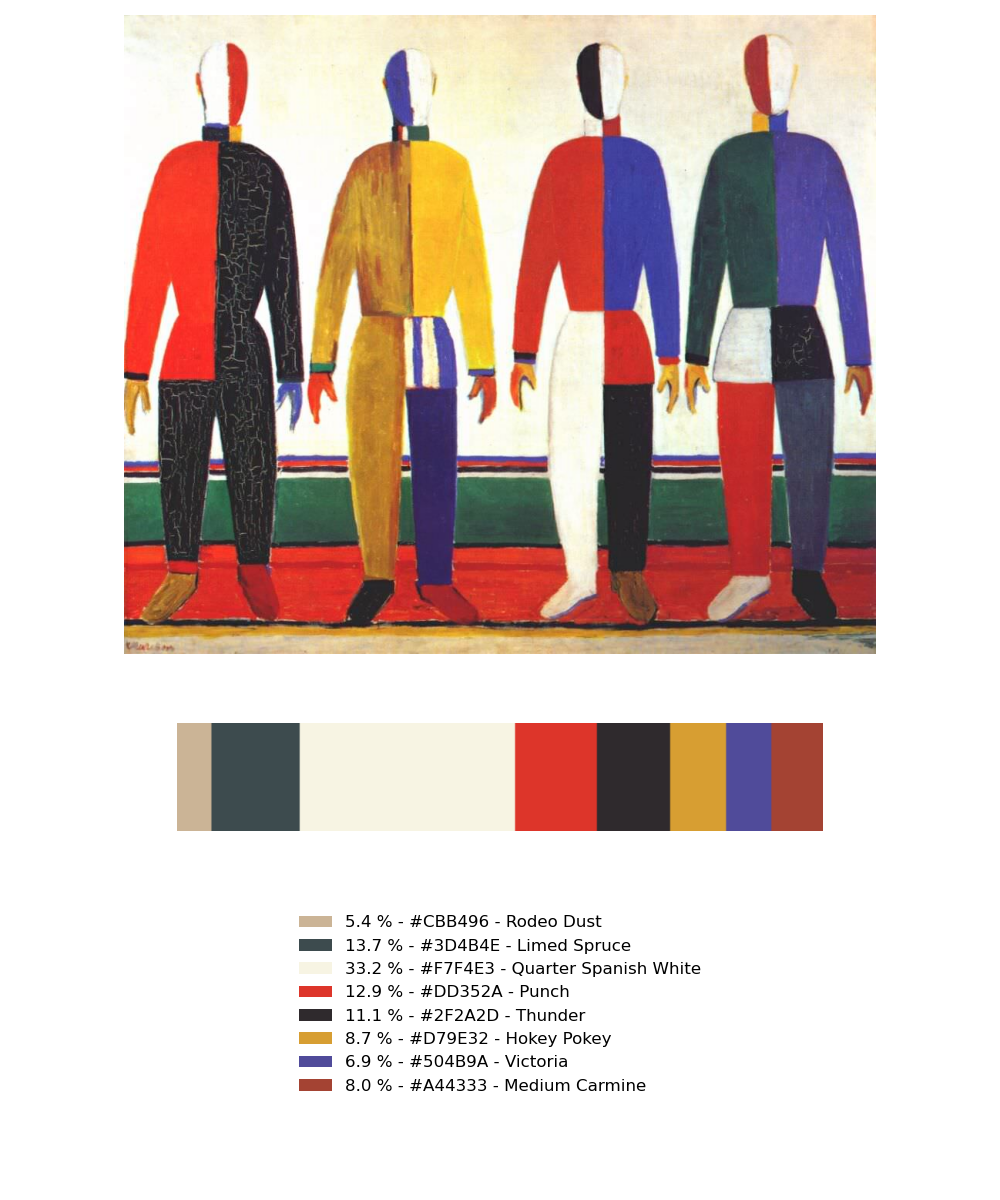 5.4 % - #CBB496 - Rodeo Dust
13.7 % - #3D4B4E - Limed Spruce
33.2 % - #F7F4E3 - Quarter Spanish White
12.9 % - #DD352A - Punch
11.1 % - #2F2A2D - Thunder
8.7 % - #D79E32 - Hokey Pokey
6.9 % - #504B9A - Victoria
8.0 % - #A44333 - Medium Carmine